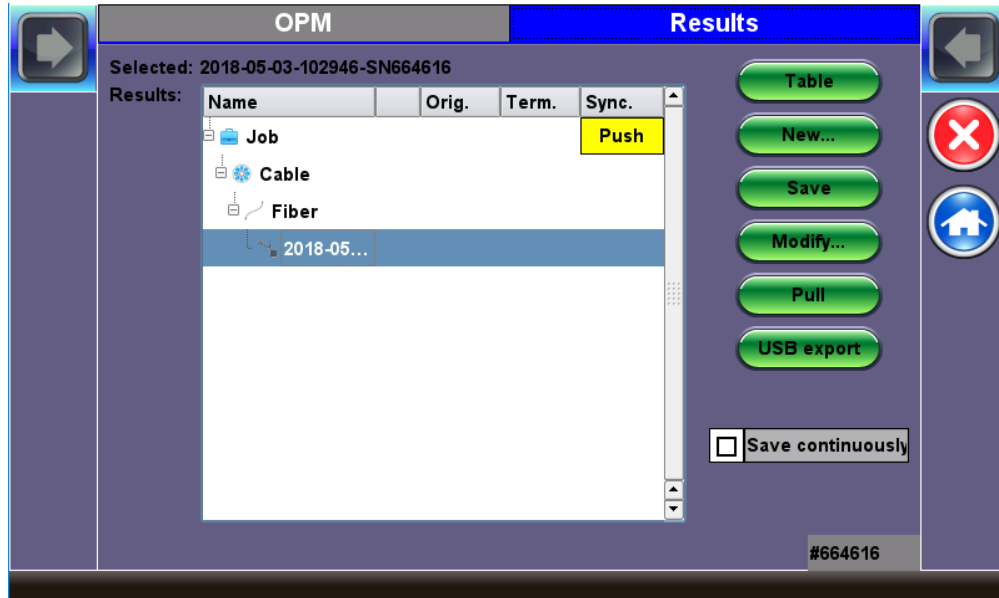 OPM Results
Selected: 2018-05-03-102946-SN664616
Results:
Name Orig. Term. Sync.
Job Push
Cable
Fiber
2018-05...
Table
New...
Save
Modify...
Pull
USB export
Save continuously
#664616